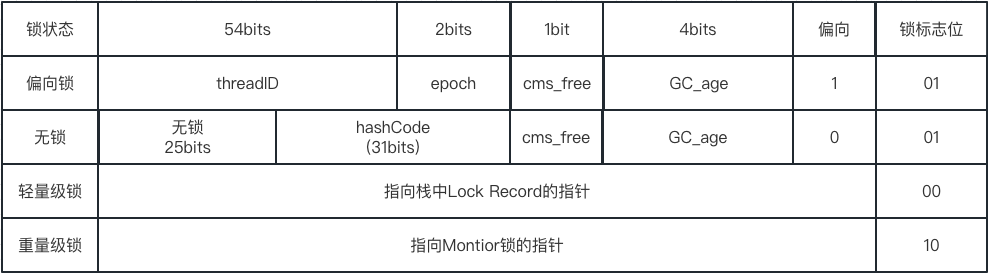 锁状态 54bits 2bits 1bit 4bits 偏向 锁标志位
偏向锁 threadID epoch cms_free GC_age 1 01
无锁 无锁 25bits hashCode (31bits) cms_free GC_age 0 01
轻量级锁 指向栈中Lock Record的指针 00
重量级锁 指向Montior锁的指针 10